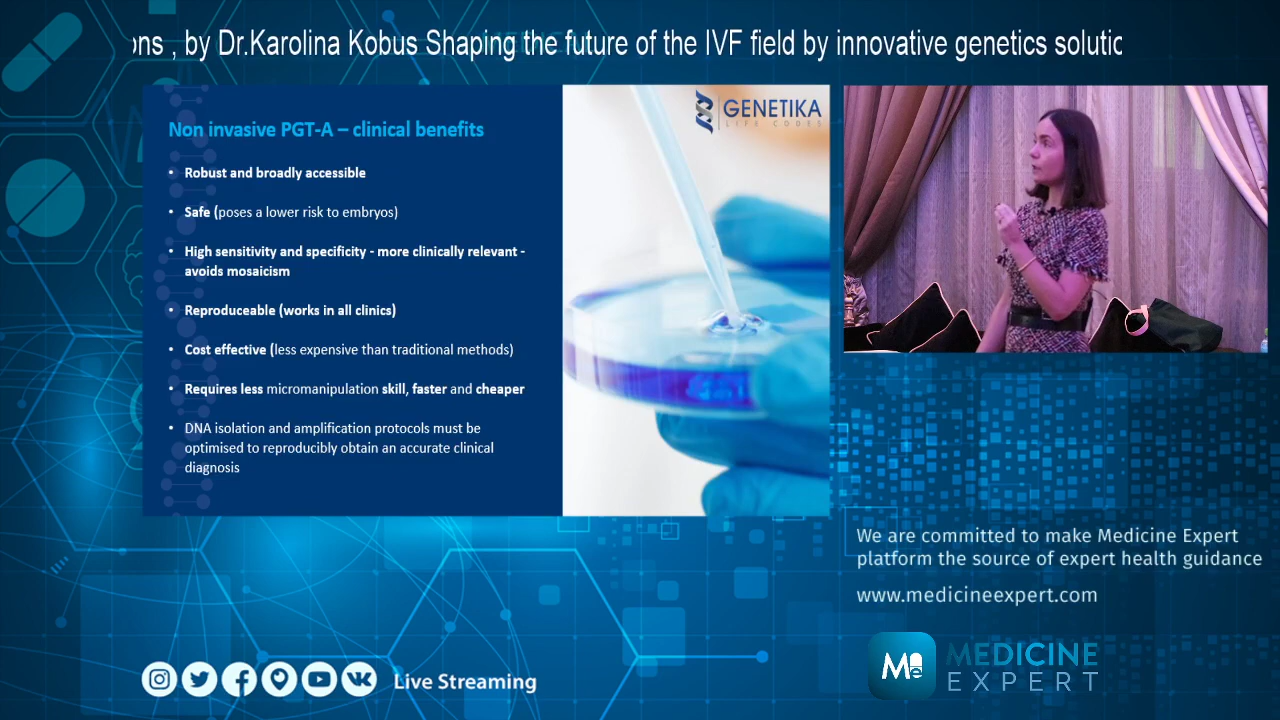 ons , by Dr.Karolina Kobus Shaping the future of the IVF field by innovative genetics solutic
GENETIKA
LIFE CODES
Non invasive PGT-A – clinical benefits
• Robust and broadly accessible
• Safe (poses a lower risk to embryos)
• High sensitivity and specificity - more clinically relevant -
avoids mosaicism
• Reproduceable (works in all clinics)
• Cost effective (less expensive than traditional methods)
• Requires less micromanipulation skill, faster and cheaper
• DNA isolation and amplification protocols must be
optimised to reproducibly obtain an accurate clinical
diagnosis
We are committed to make Medicine Expert
platform the source of expert health guidance
www.medicineexpert.com
Live Streaming
Me
MEDICINE
EXPERT